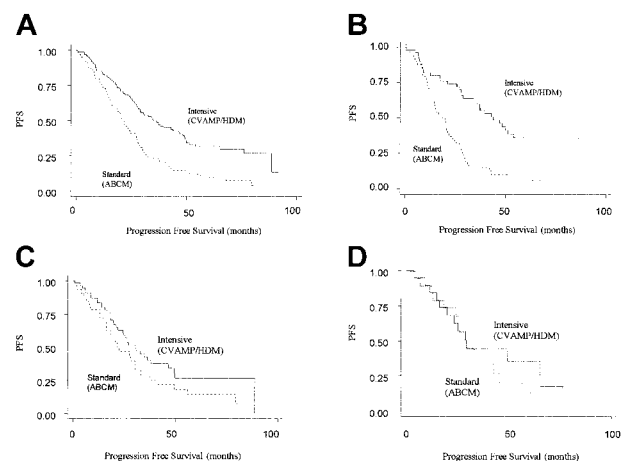 A
1.00
0.75
0.50
0.25
0.00
PFS
Intensive
(CVAMP/HDM)
Standard
(ABCM)
0
50
100
Progression Free Survival (months)
B
1.00
0.75
0.50
0.25
0.00
PFS
Intensive
(CVAMP/HDM)
Standard
(ABCM)
0
50
100
Progression Free Survival (months)
C
1.00
0.75
0.50
0.25
0.00
PFS
Intensive
(CVAMP/HDM)
Standard
(ABCM)
0
50
100
Progression Free Survival (months)
D
1.00
0.75
0.50
0.25
0.00
PFS
Intensive
(CVAMP/HDM)
Standard
(ABCM)
0
50
100
Progression Free Survival (months)